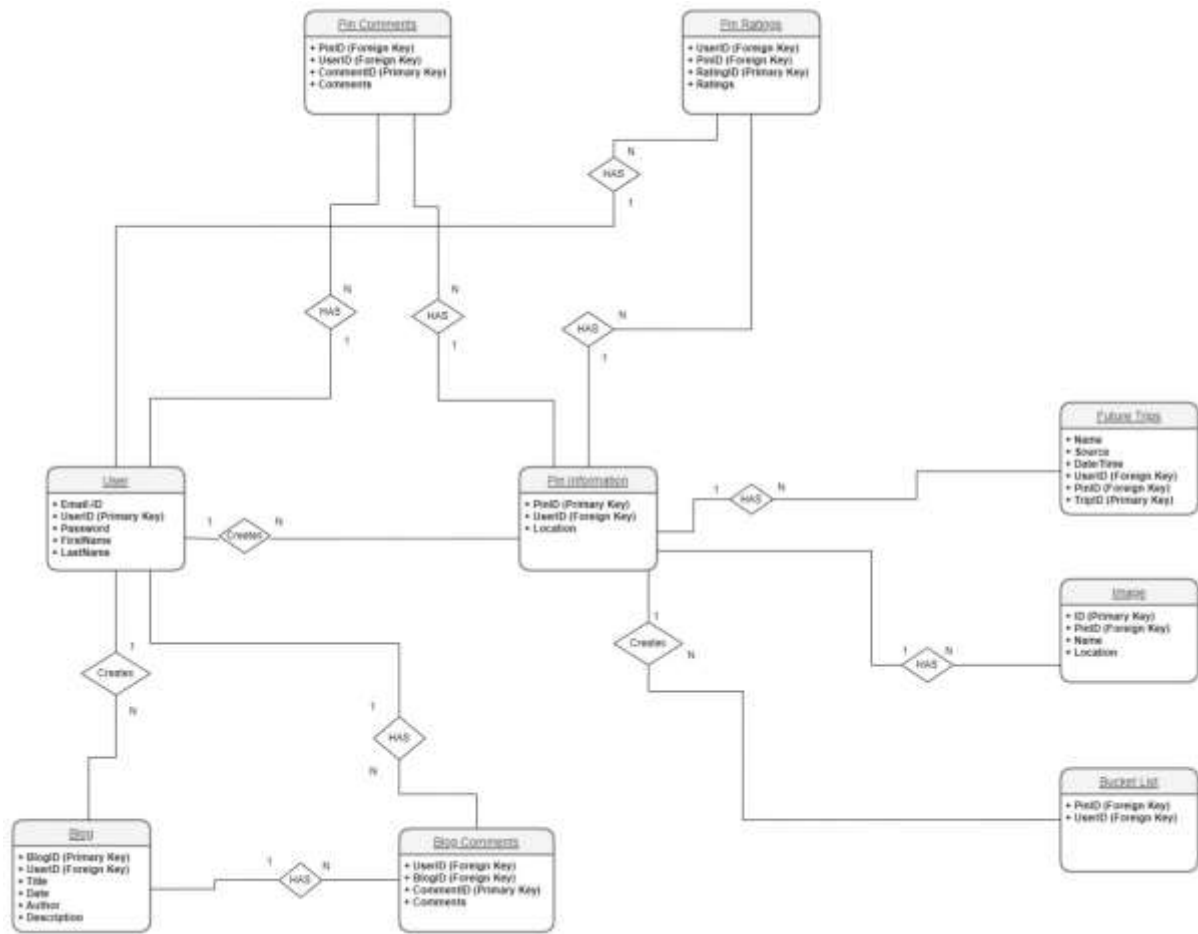 Pin Comments
+ PinID (Foreign Key)
+ UserID (Foreign Key)
+ CommentID (Primary Key)
+ Comments
Pin Ratings
+ UserID (Foreign Key)
+ PinID (Foreign Key)
+ RatingID (Primary Key)
+ Ratings
N
HAS
1
N
HAS
1
N
HAS
1
N
HAS
1
Future Trips
+ Name
+ Source
+ Date/Time
+ UserID (Foreign Key)
+ PinID (Foreign Key)
+ TripID (Primary Key)
User
+ Email-ID
+ UserID (Primary Key)
+ Password
+ FirstName
+ LastName
1
Creates
N
Pin Information
+ PinID (Primary Key)
+ UserID (Foreign Key)
+ Location
1
HAS
N
Image
+ ID (Primary Key)
+ PinID (Foreign Key)
+ Name
+ Location
1
HAS
N
1
Creates
N
1
Creates
N
1
HAS
N
Bucket List
+ PinID (Foreign Key)
+ UserID (Foreign Key)
Blog
+ BlogID (Primary Key)
+ UserID (Foreign Key)
+ Title
+ Date
+ Author
+ Description
1
HAS
N
Blog Comments
+ UserID (Foreign Key)
+ BlogID (Foreign Key)
+ CommentID (Primary Key)
+ Comments